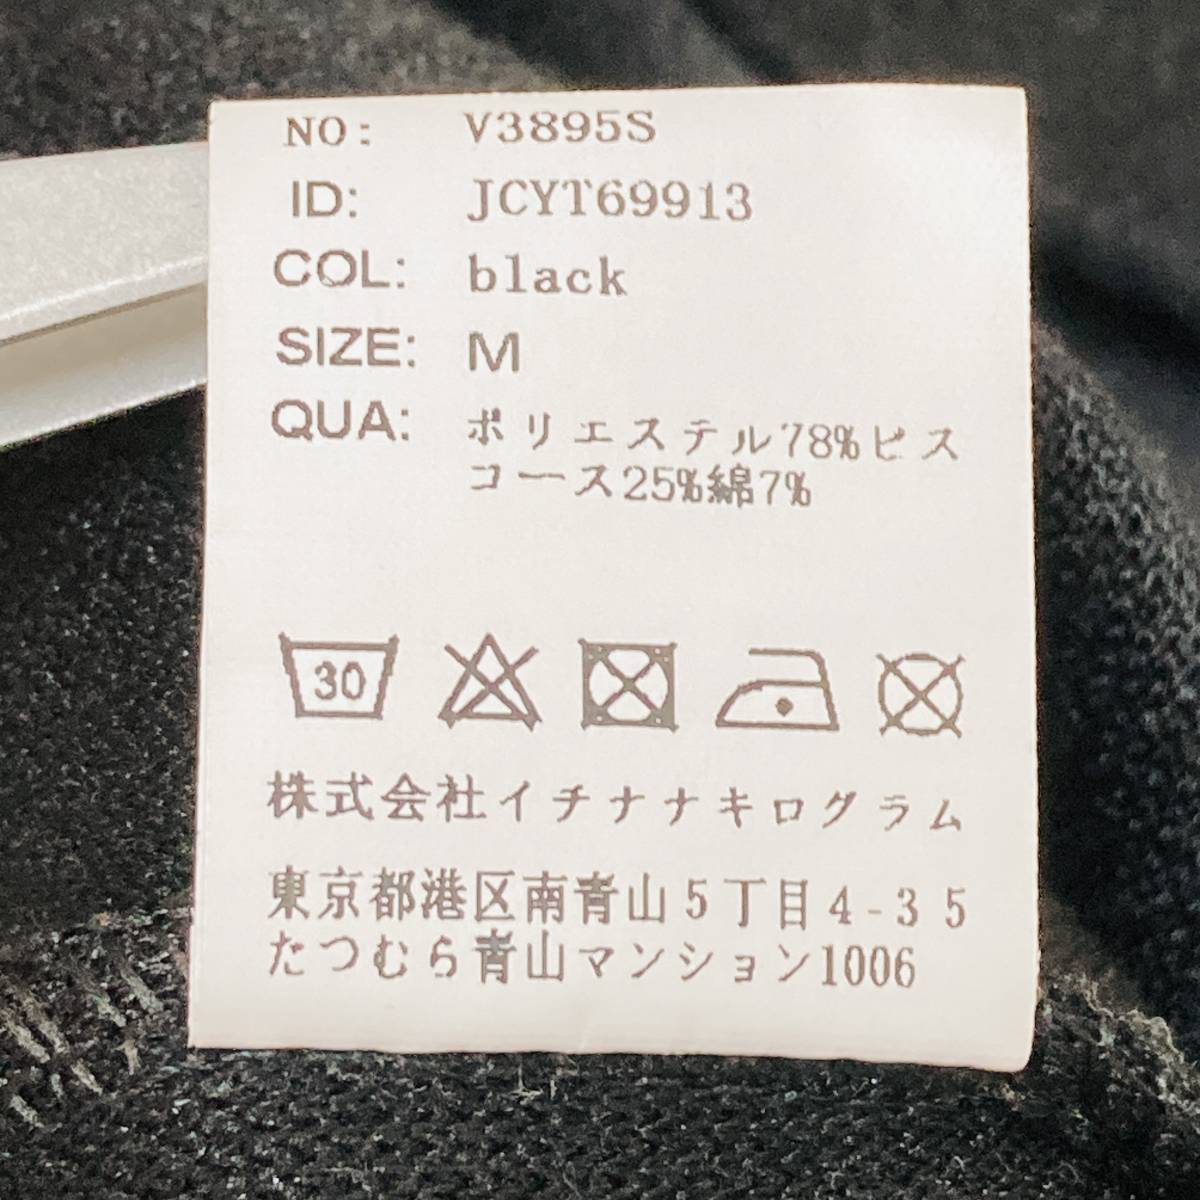 NO: V3895S
ID: JCYT69913
COL: black
SIZE: M
QUA: ポリエステル78%ビス
コース25%綿7%
30
株式会社イチナナキログラム
東京都港区南青山5丁目4-35
たつむら青山マンション1006